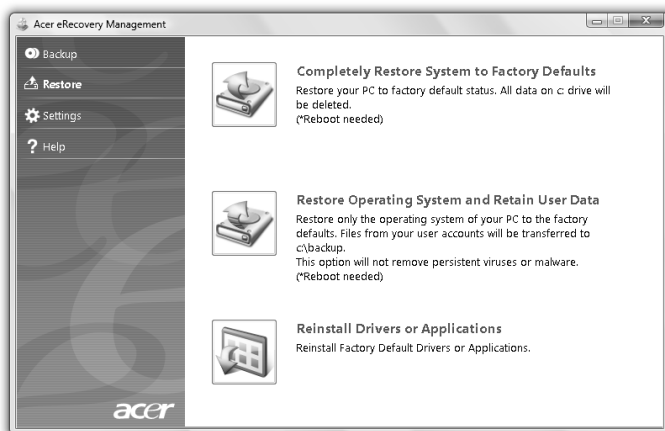 Acer eRecovery Management
Backup
Restore
Settings
? Help
Completely Restore System to Factory Defaults
Restore your PC to factory default status. All data on c: drive will
be deleted.
(*Reboot needed)
Restore Operating System and Retain User Data
Restore only the operating system of your PC to the factory
defaults. Files from your user accounts will be transferred to
c:\backup.
This option will not remove persistent viruses or malware.
(*Reboot needed)
Reinstall Drivers or Applications
Reinstall Factory Default Drivers or Applications.
acer